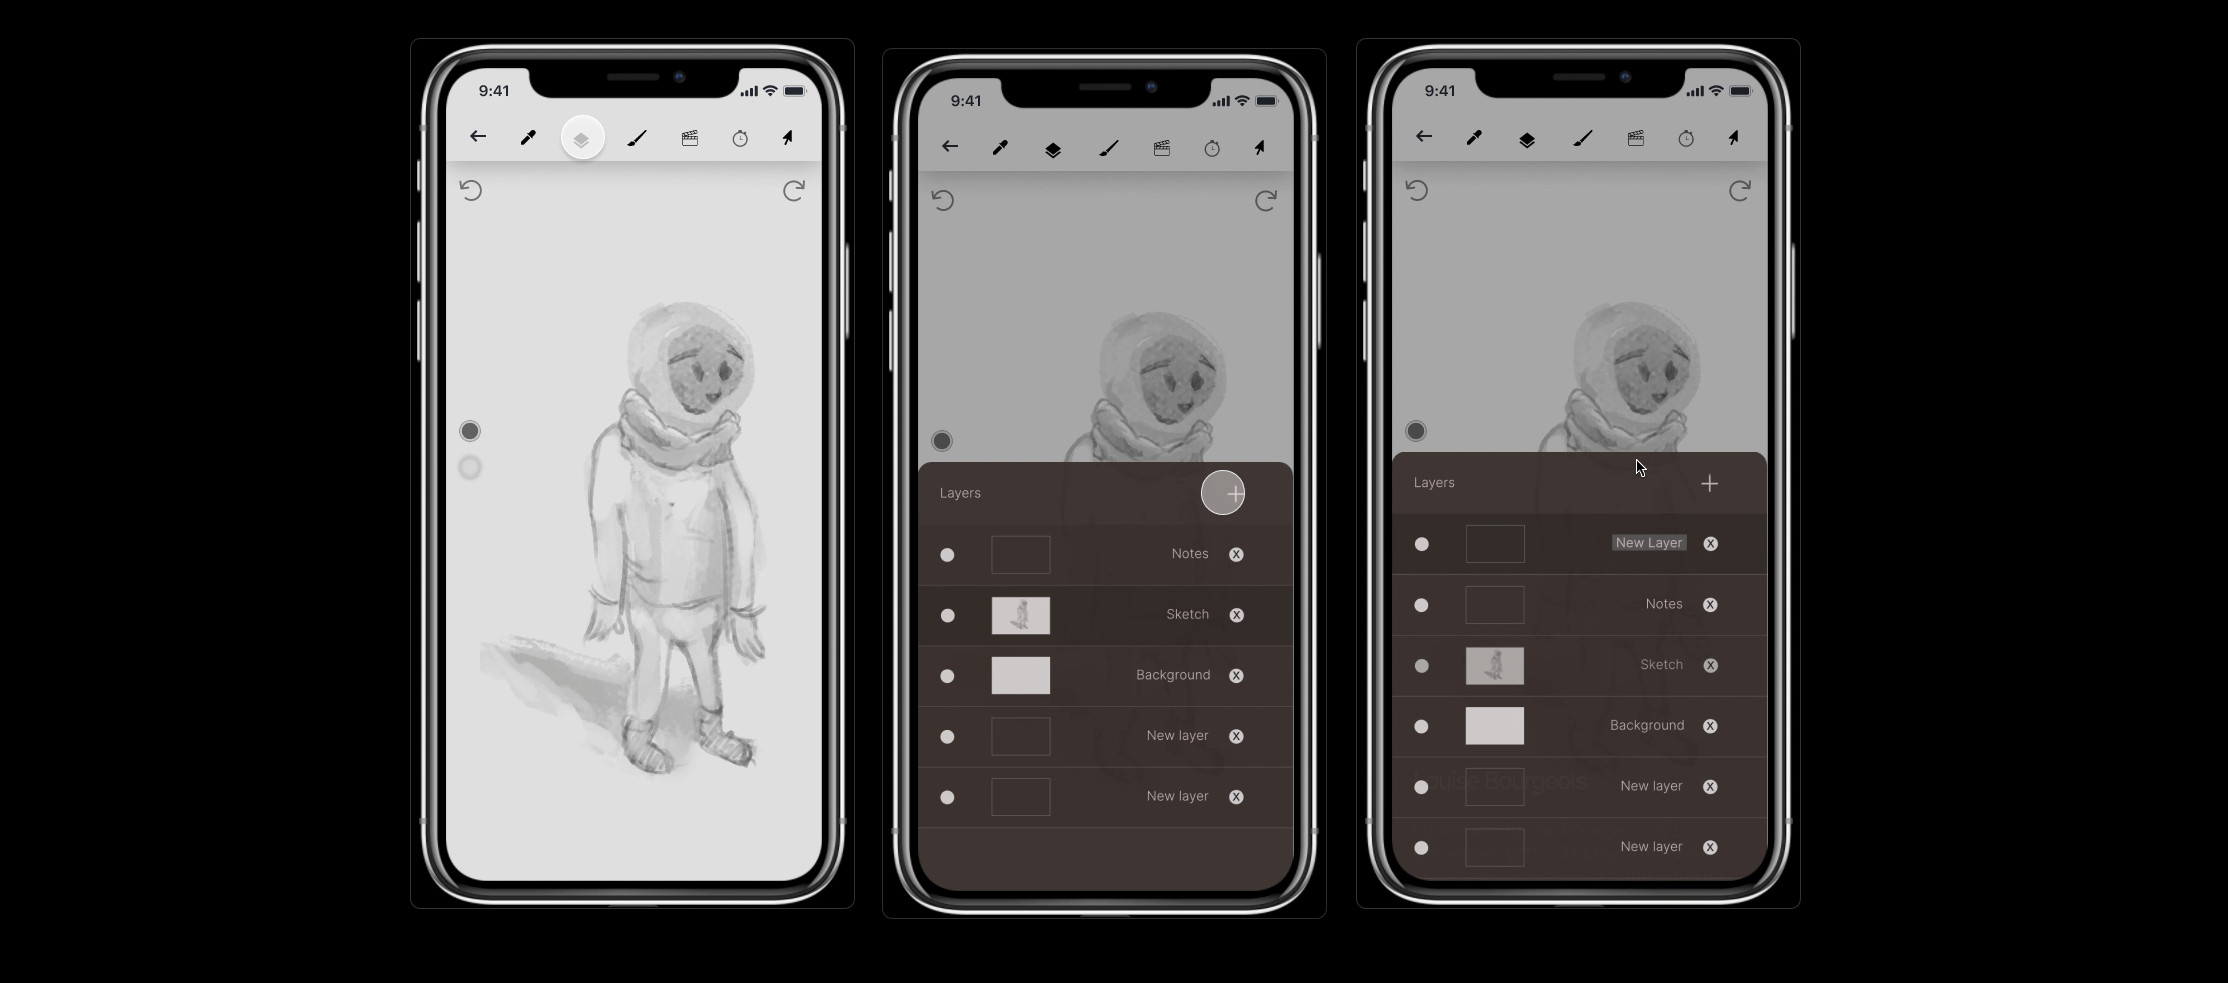 9:41
9:41
Layers
Notes
X
Sketch
X
Background
X
New layer
X
New layer
X
9:41
Layers
New Layer
X
Notes
X
Sketch
X
Background
X
Louise Bourgeois
New layer
X
New layer
X